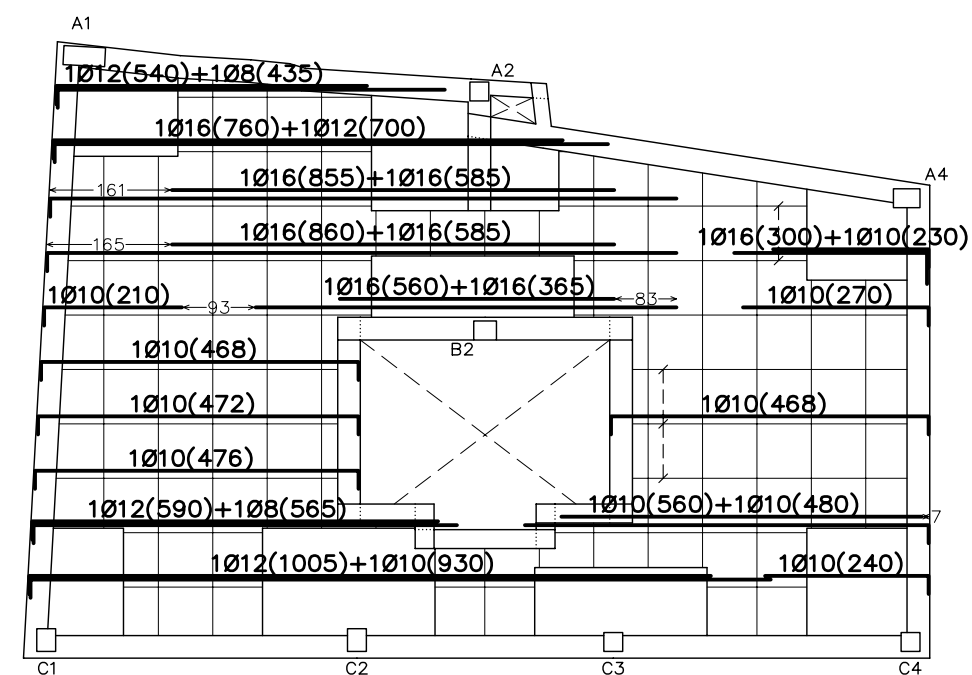 A1
A2
1Ø12(540)+1Ø8(435)
1Ø16(760)+1Ø12(700)
A4
1Ø16(855)+1Ø16(585)
161
1Ø16(860)+1Ø16(585)
1Ø16(300)+1Ø10(230)
165
1Ø16(560)+1Ø16(365)
1Ø10(210)
1Ø10(270)
93
83
B2
1Ø10(468)
1Ø10(472)
1Ø10(468)
1Ø10(476)
1Ø12(590)+1Ø8(565)
1Ø10(560)+1Ø10(480)
7
1Ø12(1005)+1Ø10(930)
1Ø10(240)
C1
C2
C3
C4